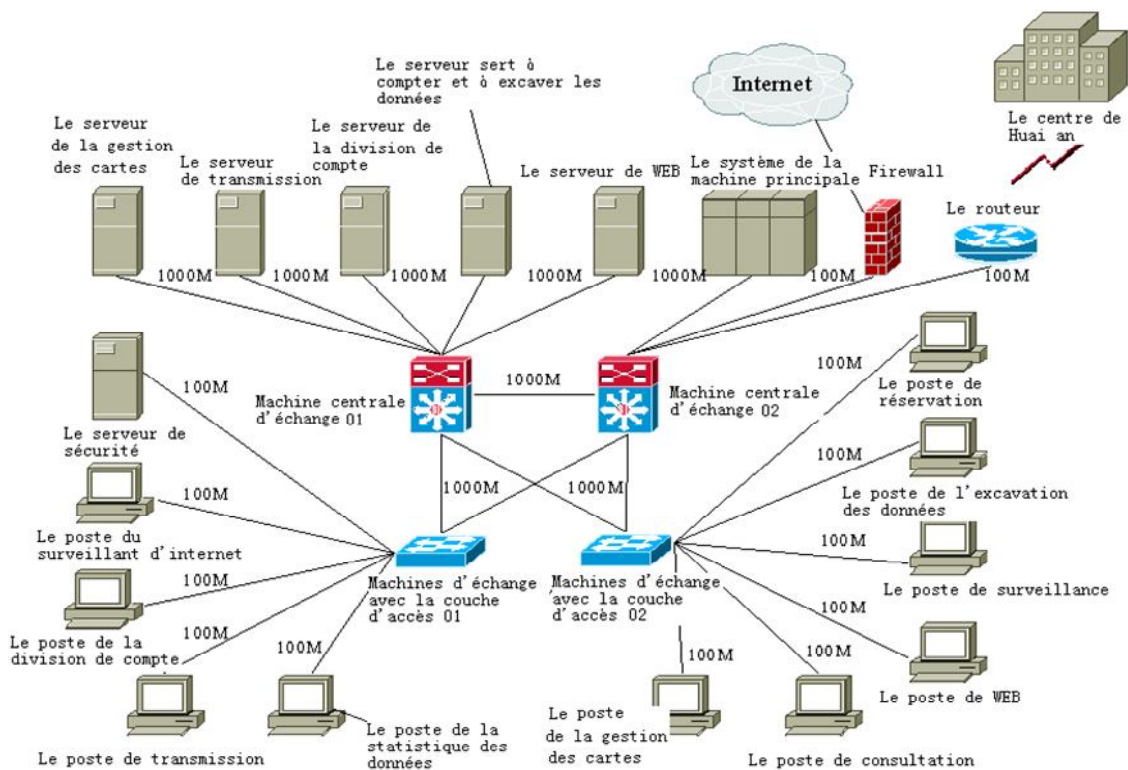 Le serveur sert à
compter et à excaver les
données
Internet
Le centre de
Huai an
Le serveur
de la gestion
des cartes
Le serveur
de transmission
Le serveur de
la division de
compte
Le serveur de WEB
Le système de la
machine principale
Firewall
Le routeur
1000M
1000M
1000M
1000M
1000M
100M
100M
Le serveur de
sécurité
100M
Machine centrale
d'échange 01
1000M
Machine centrale
d'échange 02
100M
Le poste de
réservation
100M
Le poste de l'excavation
des données
1000M
1000M
100M
Le poste du
surveillant d'internet
100M
Le poste de surveillance
Machines d'échange
avec la couche
d'accès 01
Machines d'échange
avec la couche
d'accès 02
100M
Le poste de la
division de compte
100M
Le poste de WEB
100M
Le poste de transmission
100M
Le poste de la
statistique des
données
100M
Le poste
de la gestion
des cartes
100M
Le poste de consultation